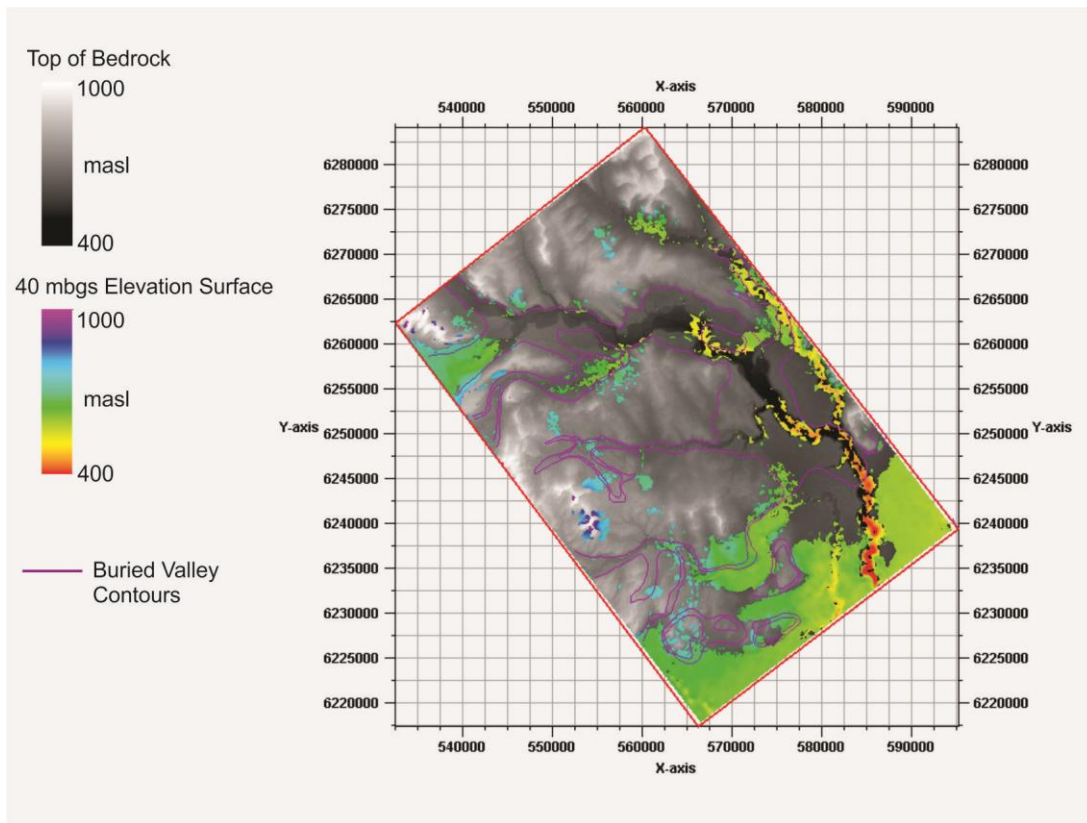 Top of Bedrock
1000
masl
400
40 mbgs Elevation Surface
1000
masl
400
Buried Valley
Contours
X-axis
540000 550000 560000 570000 580000 590000
6280000 6280000
6275000 6275000
6270000 6270000
6265000 6265000
6260000 6260000
6255000 6255000
Y-axis 6250000 6250000 Y-axis
6245000 6245000
6240000 6240000
6235000 6235000
6230000 6230000
6225000 6225000
6220000 6220000
540000 550000 560000 570000 580000 590000
X-axis